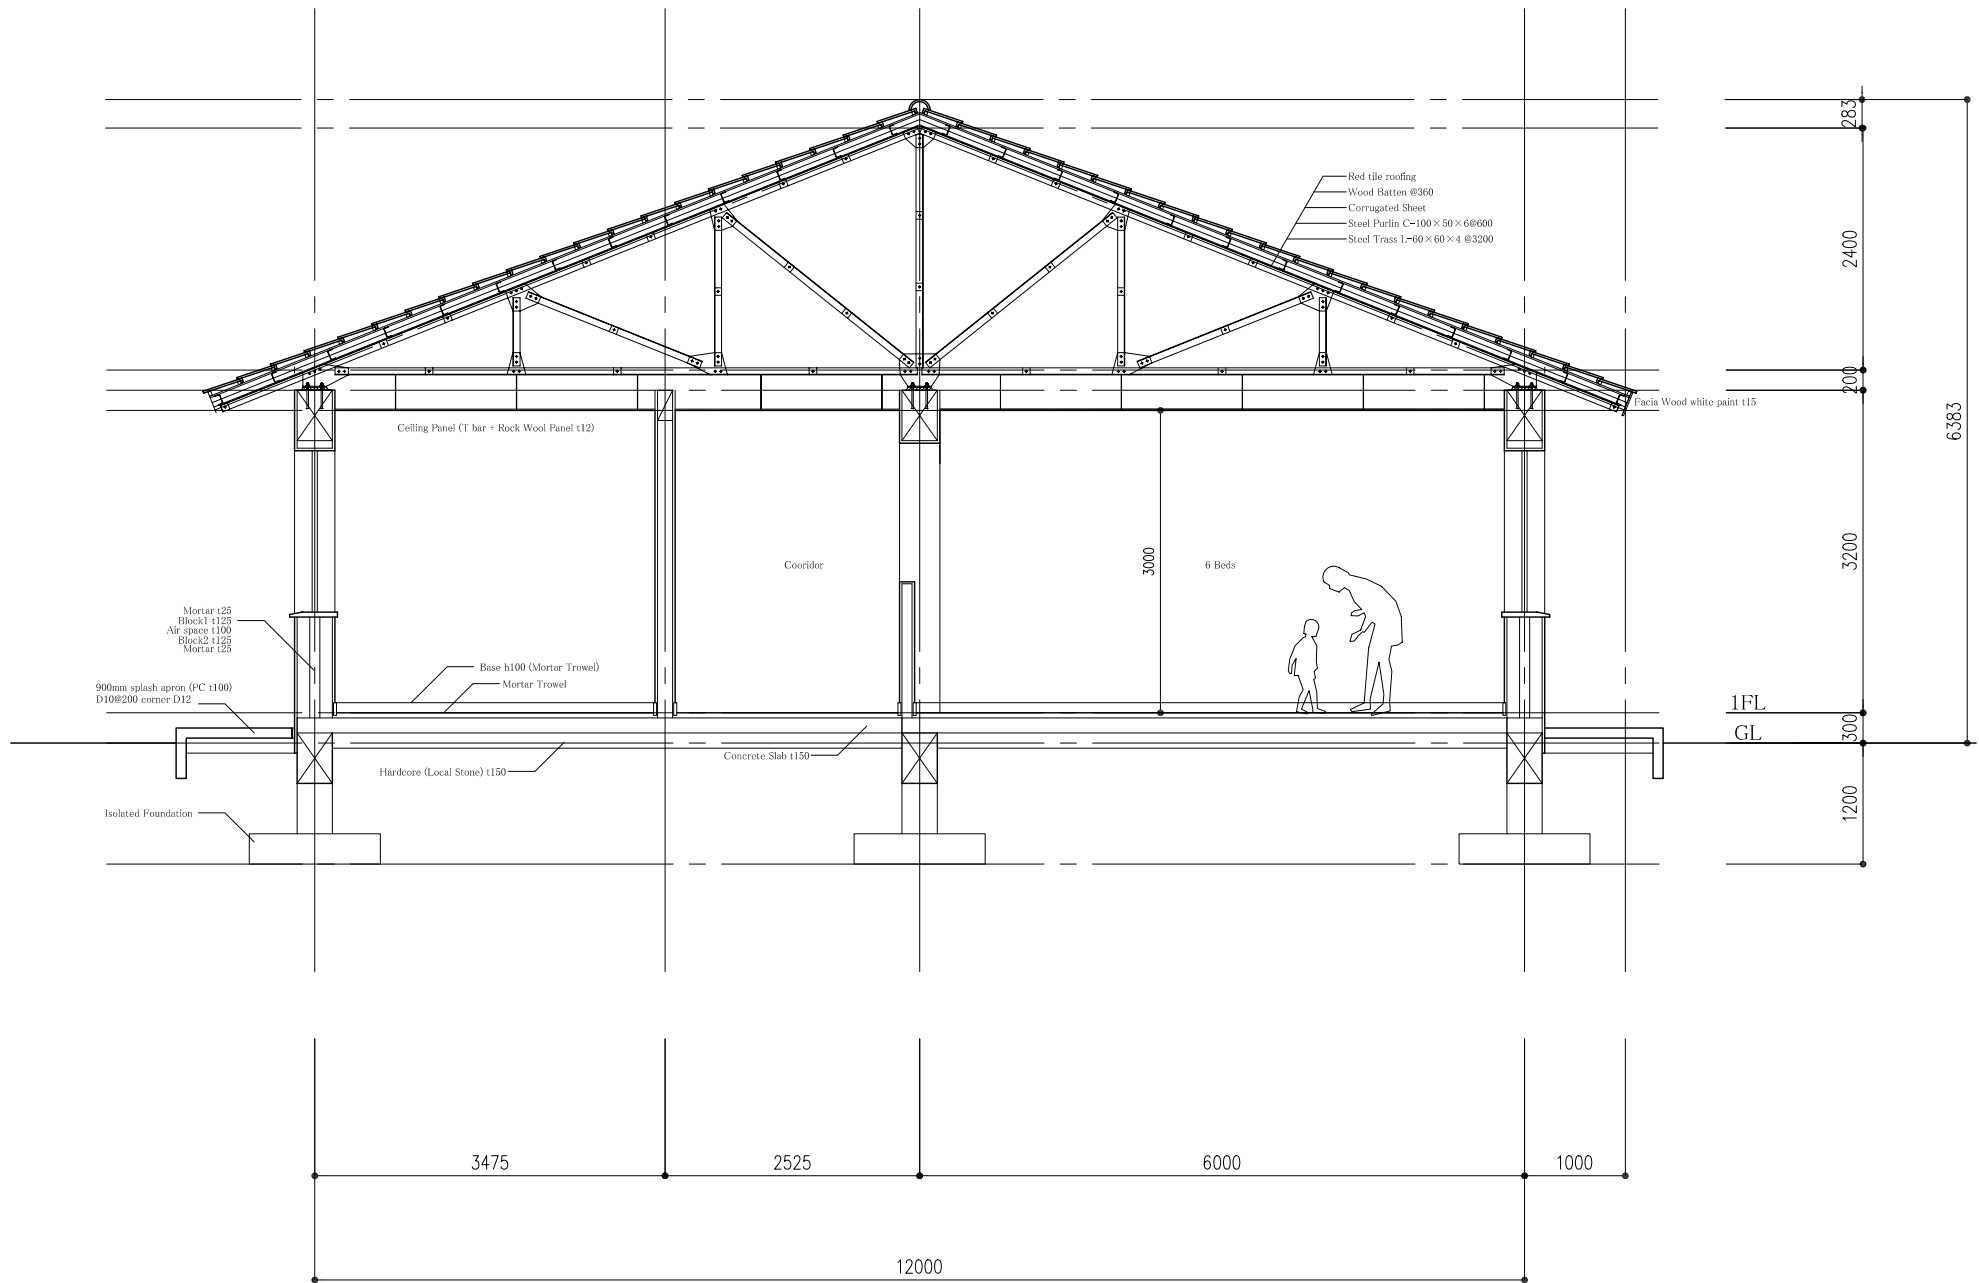 283
Red tile roofing
Wood Batten @360
Corrugated Sheet
Steel Purlin C-100×50×6@600
Steel Trass L-60×60×4 @3200
2400
200
Facia Wood white paint t15
6383
Ceiling Panel (T bar + Rock Wool Panel t12)
Cooridor
3000
6 Beds
3200
Mortar t25
Block1 t125
Air space t100
Block2 t125
Mortar t25
Base h100 (Mortar Trowel)
Mortar Trowel
900mm splash apron (PC t100)
D10@200 corner D12
1FL
300
GL
Concrete Slab t150
Hardcore (Local Stone) t150
1200
Isolated Foundation
3475
2525
6000
1000
12000